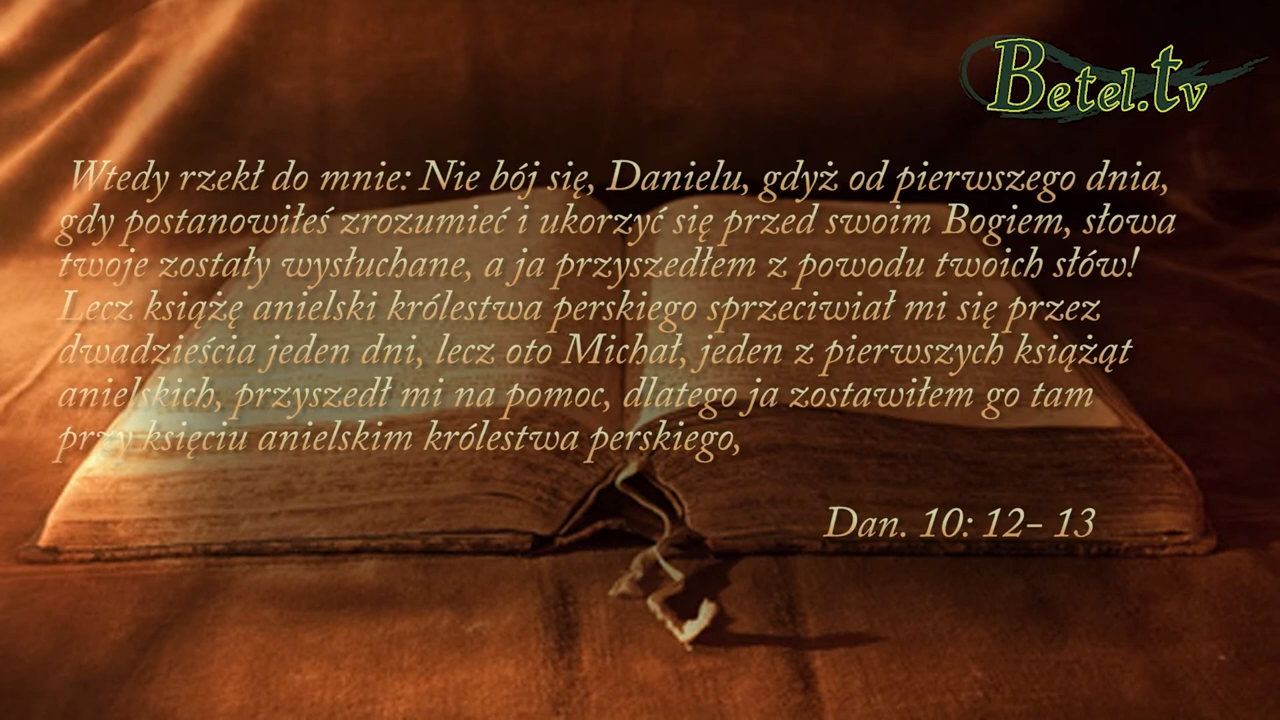 Betel.tv
Wtedy rzekł do mnie: Nie bój się, Danielu, gdyż od pierwszego dnia,
gdy postanowiłeś zrozumieć i ukorzyć się przed swoim Bogiem, słowa
twoje zostały wysłuchane, a ja przyszedłem z powodu twoich słów!
Lecz książę anielski królestwa perskiego sprzeciwiał mi się przez
dwadzieścia jeden dni, lecz oto Michał, jeden z pierwszych książąt
anielskich, przyszedł mi na pomoc, dlatego ja zostawiłem go tam
przy księciu anielskim królestwa perskiego,
Dan. 10: 12- 13